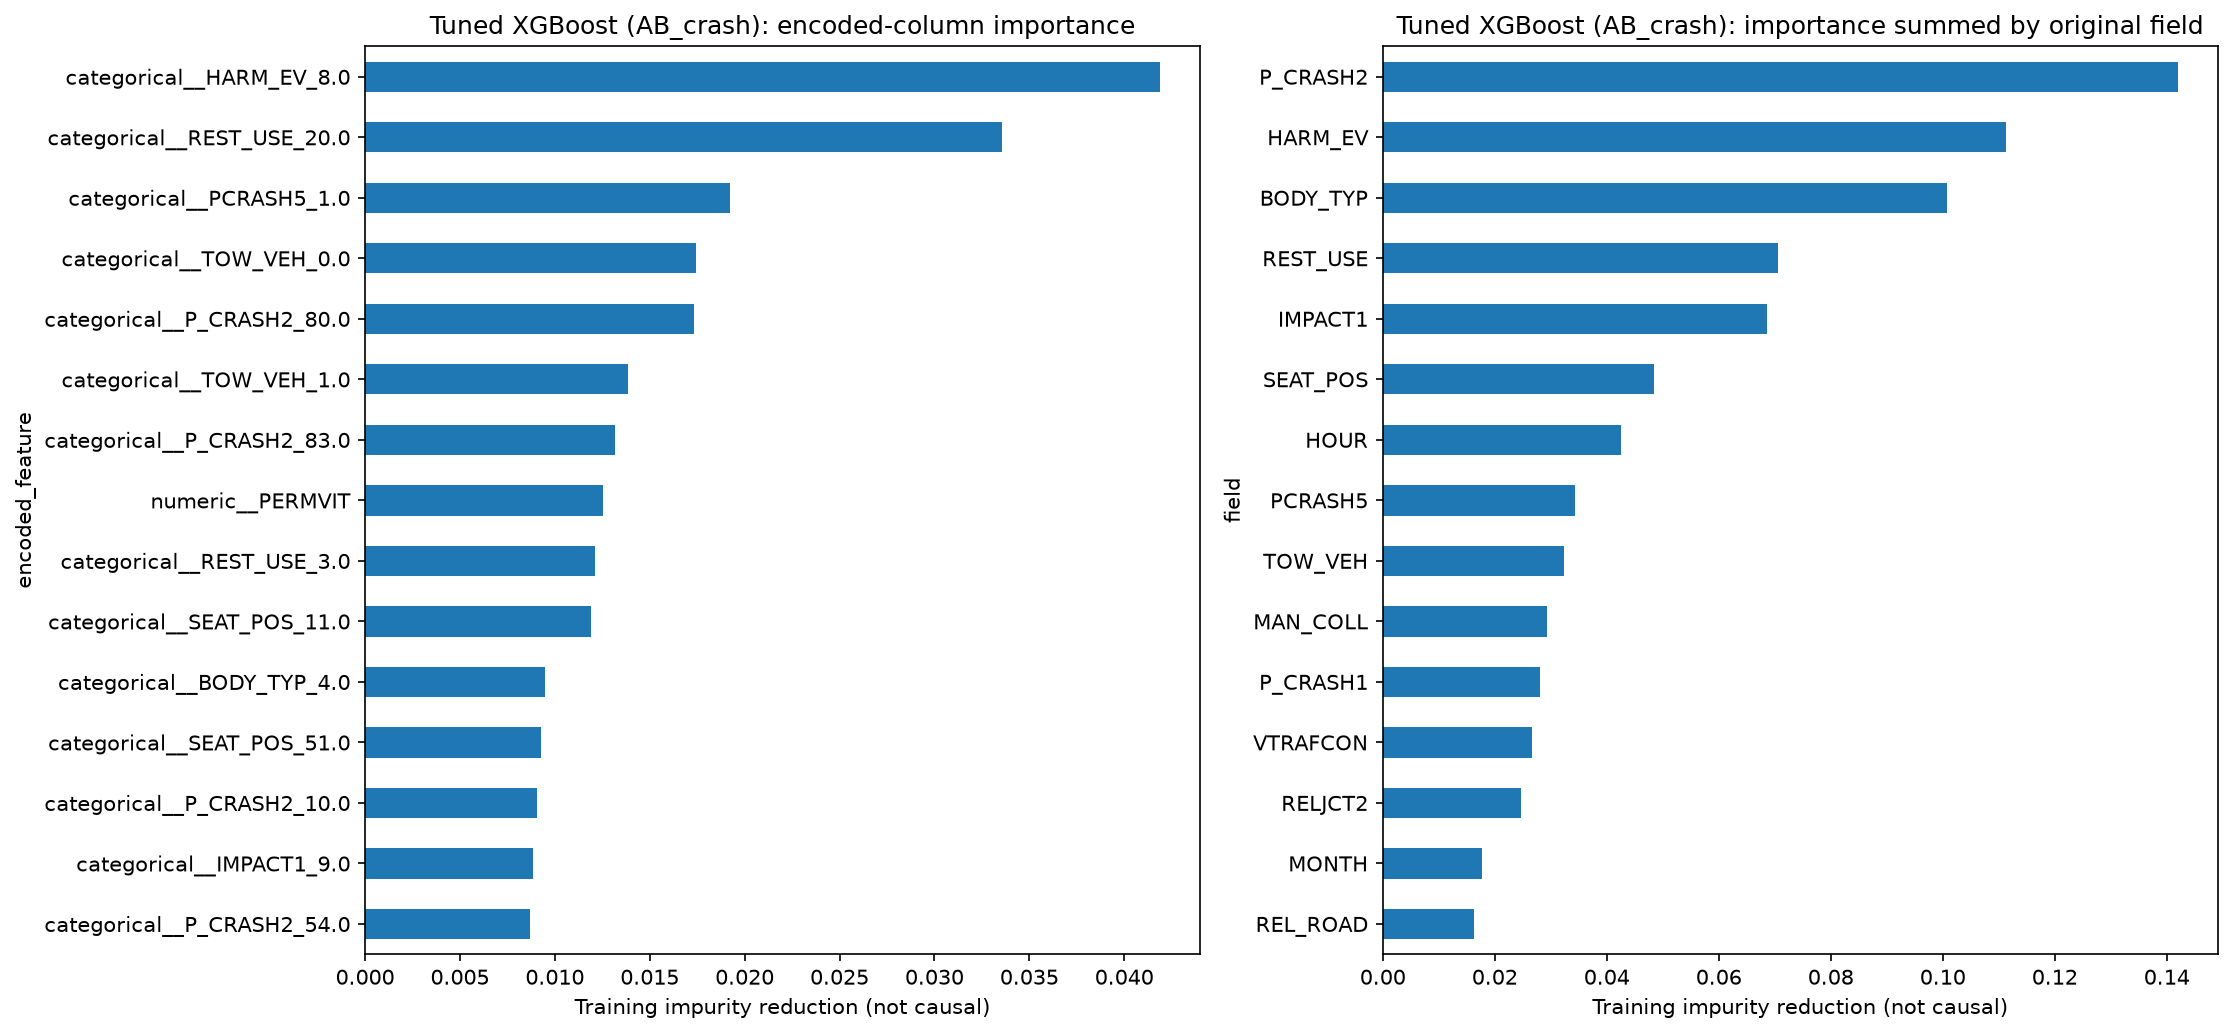 Tuned XGBoost (AB_crash): encoded-column importance
encoded_feature
categorical__HARM_EV_8.0
categorical__REST_USE_20.0
categorical__PCRASH5_1.0
categorical__TOW_VEH_0.0
categorical__P_CRASH2_80.0
categorical__TOW_VEH_1.0
categorical__P_CRASH2_83.0
numeric__PERMVIT
categorical__REST_USE_3.0
categorical__SEAT_POS_11.0
categorical__BODY_TYP_4.0
categorical__SEAT_POS_51.0
categorical__P_CRASH2_10.0
categorical__IMPACT1_9.0
categorical__P_CRASH2_54.0
0.000 0.005 0.010 0.015 0.020 0.025 0.030 0.035 0.040
Training impurity reduction (not causal)
Tuned XGBoost (AB_crash): importance summed by original field
field
P_CRASH2
HARM_EV
BODY_TYP
REST_USE
IMPACT1
SEAT_POS
HOUR
PCRASH5
TOW_VEH
MAN_COLL
P_CRASH1
VTRAFCON
RELJCT2
MONTH
REL_ROAD
0.00 0.02 0.04 0.06 0.08 0.10 0.12 0.14
Training impurity reduction (not causal)